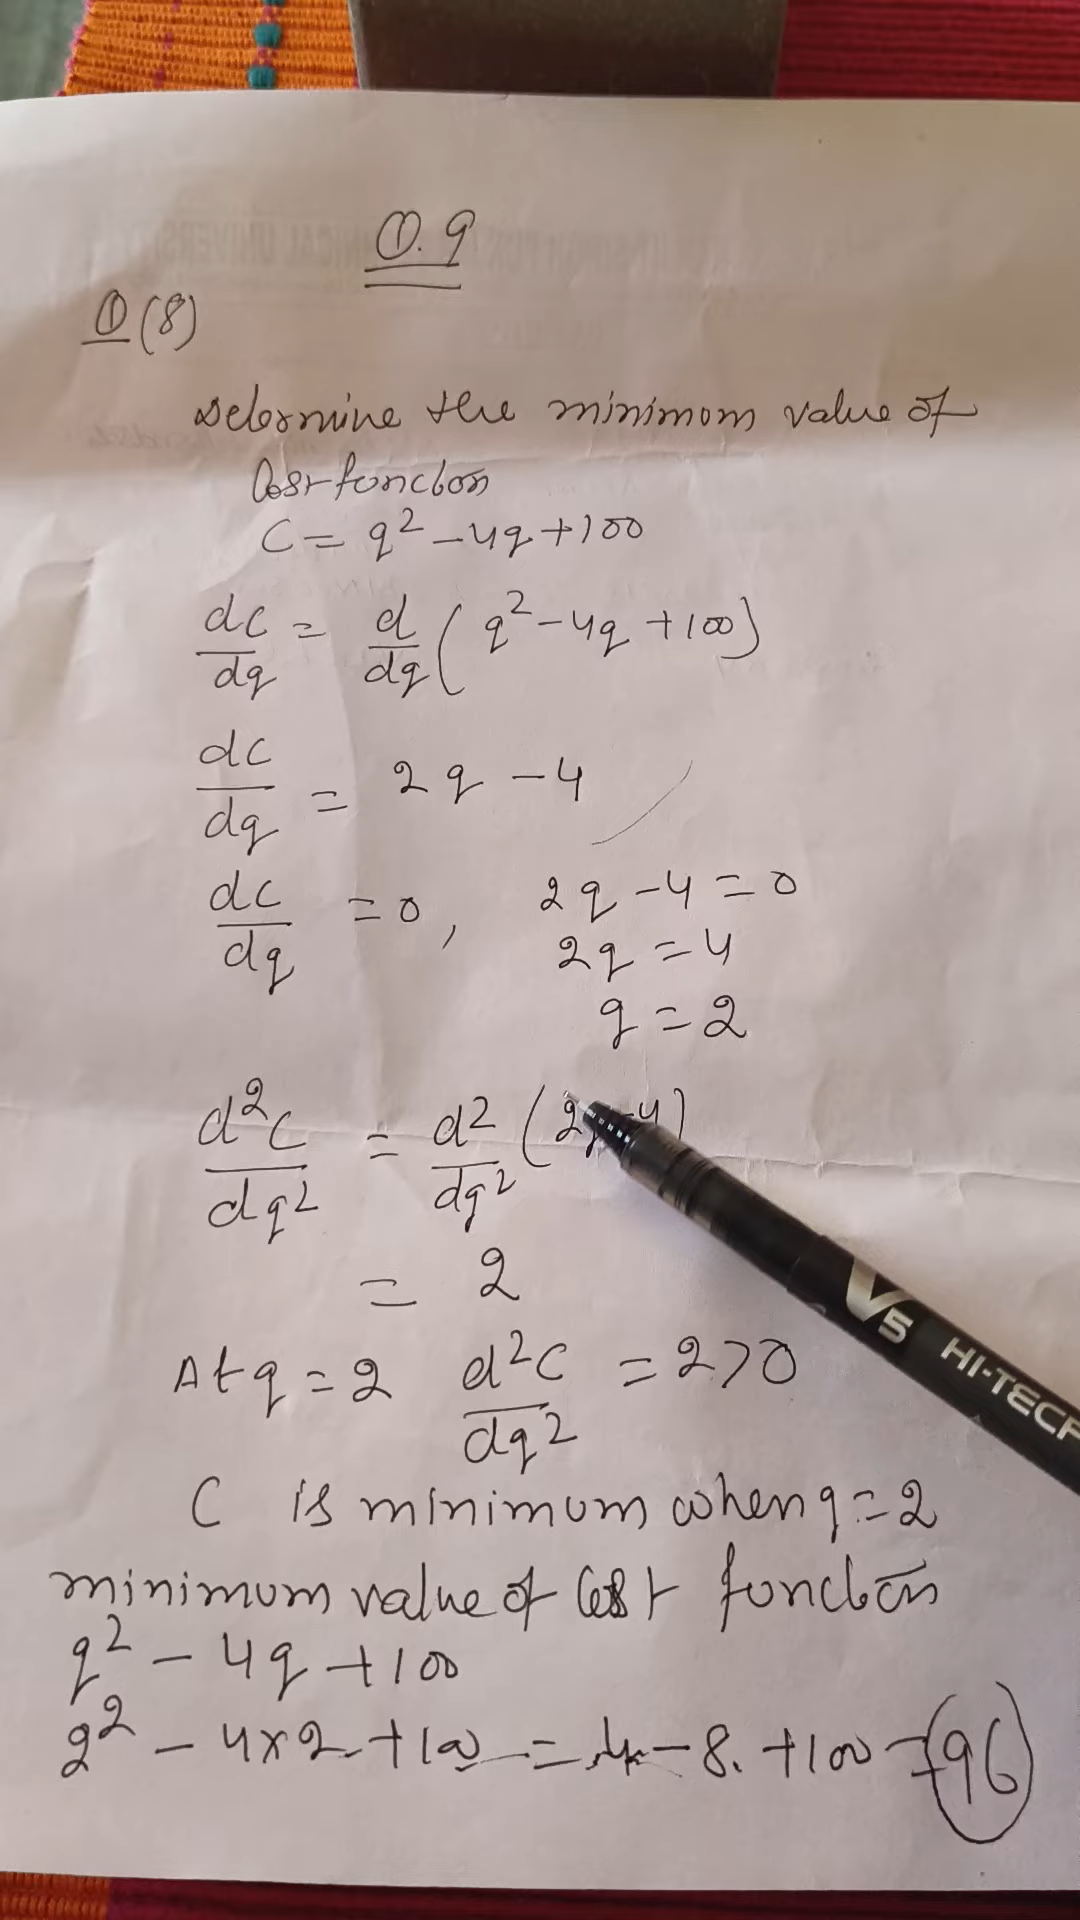 Q.9
Q(8)
Determine the minimum value of
Cost function
C = q² - 4q + 100
dc/dq = d/dq (q² - 4q + 100)
dc/dq = 2q - 4
dc/dq = 0, 2q - 4 = 0
2q = 4
q = 2
d²c/dq² = d²/dq² (2q - 4)
= 2
At q = 2 d²c/dq² = 2 > 0
C is minimum when q = 2
minimum value of Cost function
q² - 4q + 100
2² - 4 × 2 + 100 = 4 - 8 + 100 = 96
V5 HI-TECP